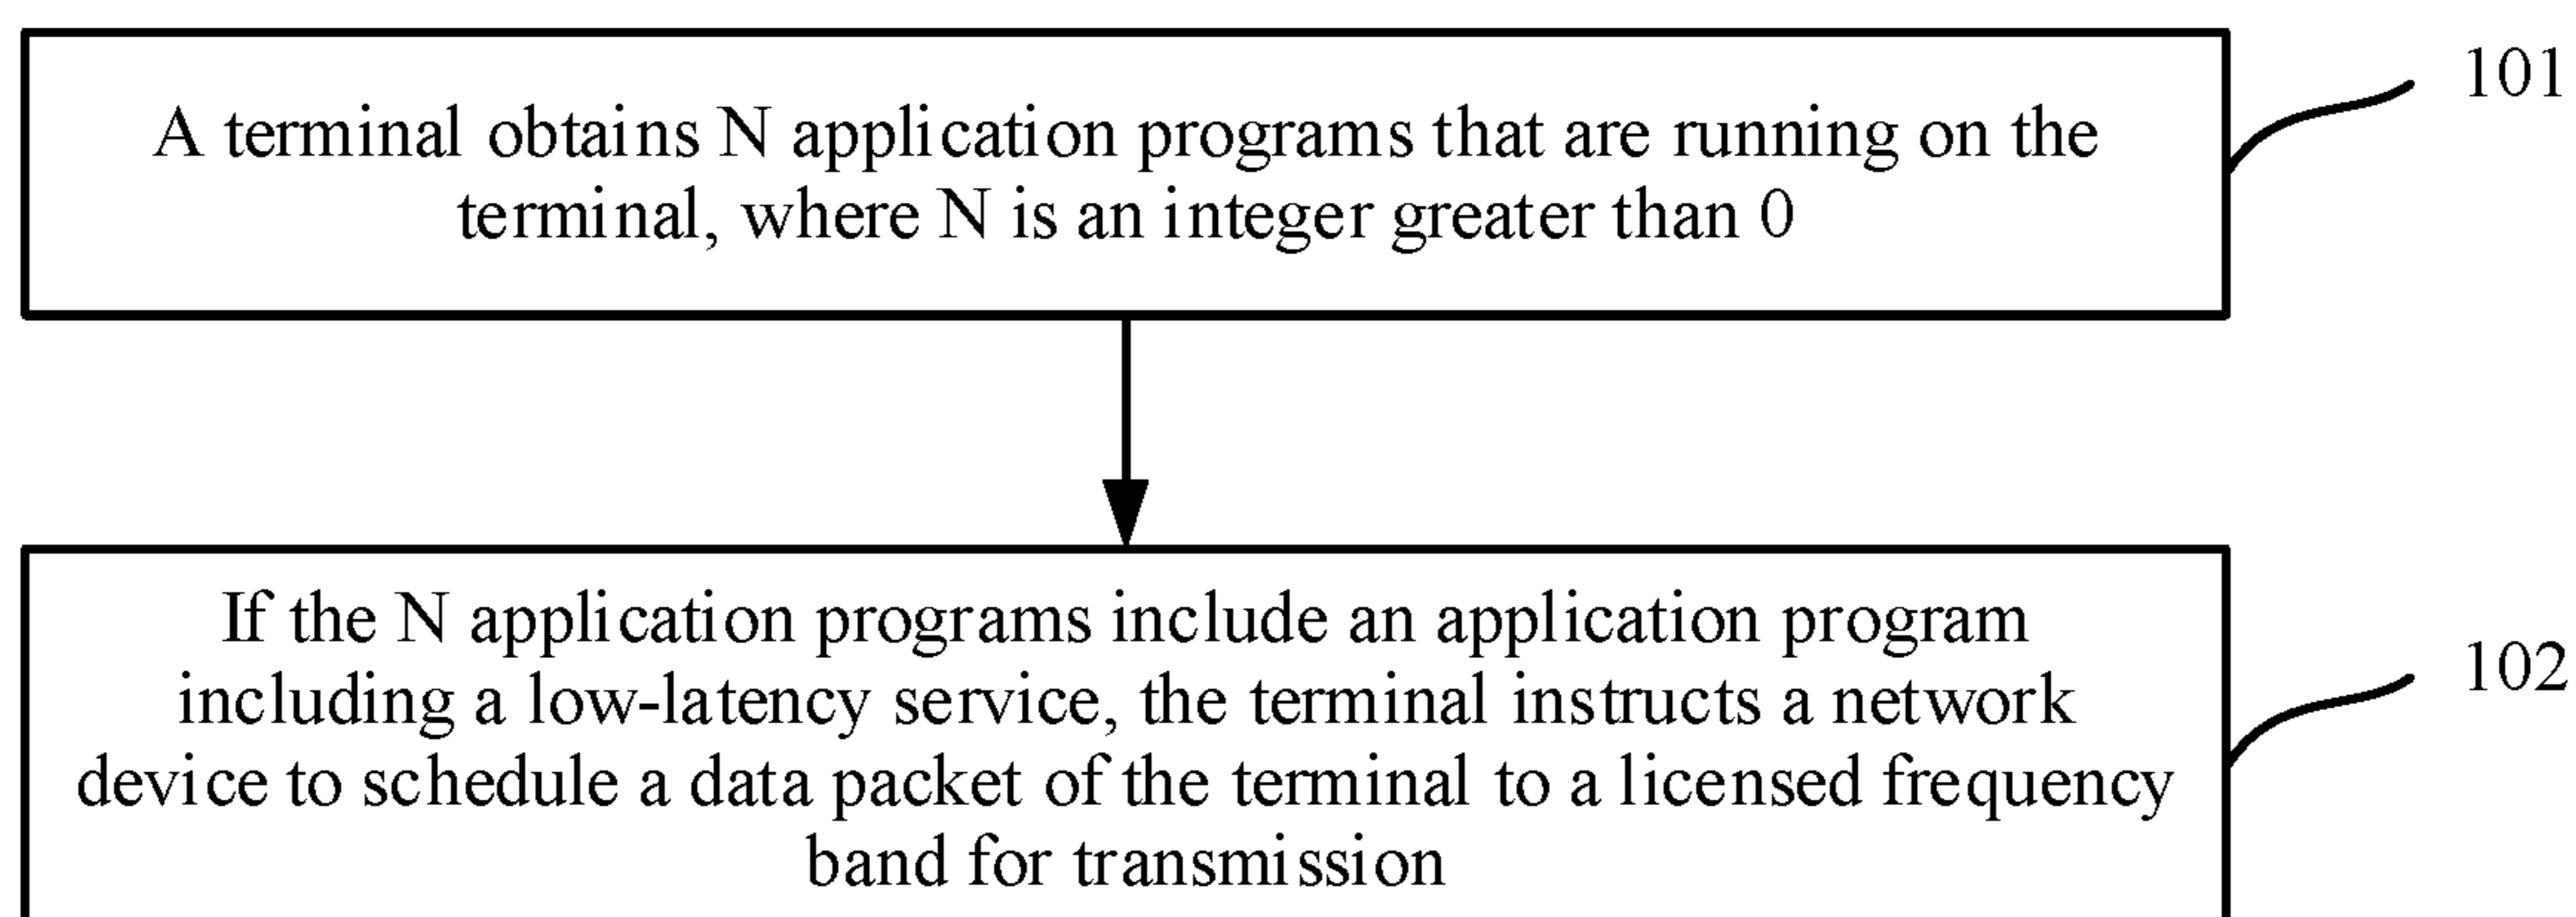 A terminal obtains N application programs that are running on the
terminal, where N is an integer greater than 0
101
If the N application programs include an application program
including a low-latency service, the terminal instructs a network
device to schedule a data packet of the terminal to a licensed frequency
band for transmission
102